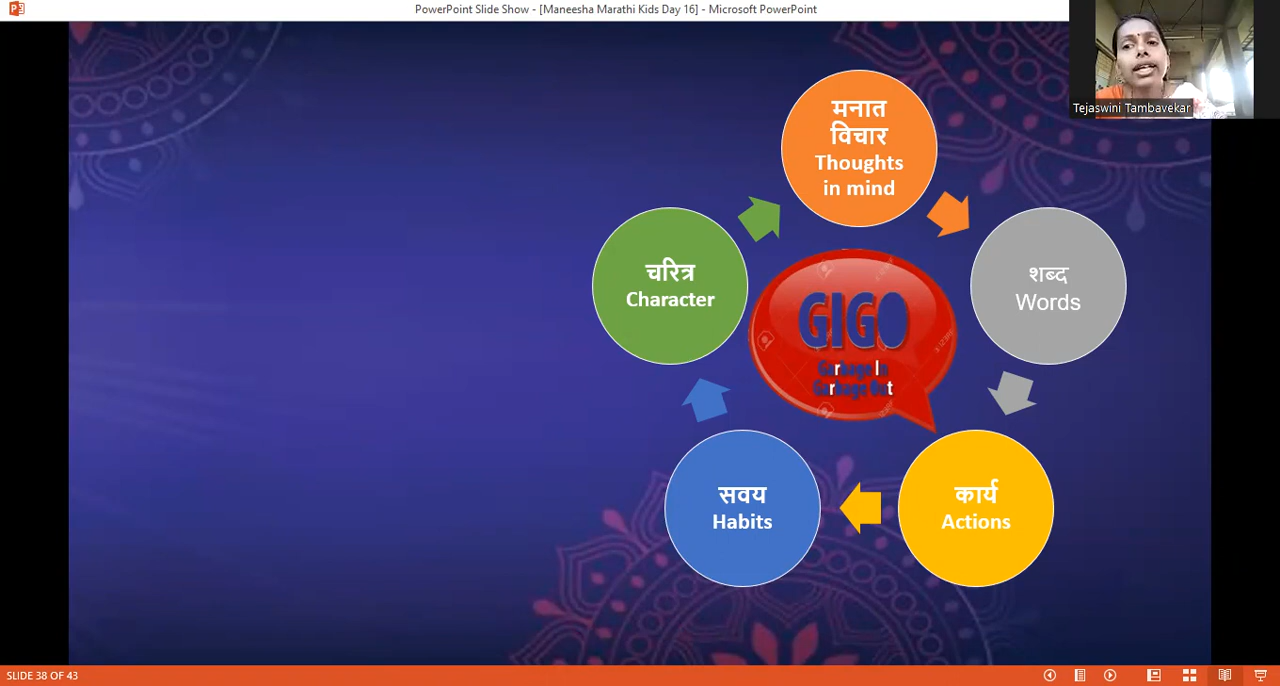 PowerPoint Slide Show - [Maneesha Marathi Kids Day 16] - Microsoft PowerPoint
Tejaswini Tambavekar
मनात
विचार
Thoughts
in mind
शब्द
Words
चरित्र
Character
GIGO
Garbage In
Garbage Out
सवय
Habits
कार्य
Actions
SLIDE 38 OF 43